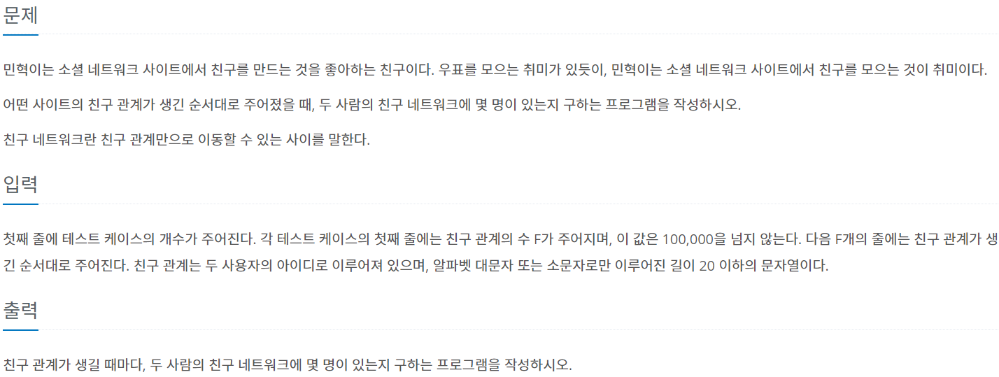 문제
민혁이는 소셜 네트워크 사이트에서 친구를 만드는 것을 좋아하는 친구이다. 우표를 모으는 취미가 있듯이, 민혁이는 소셜 네트워크 사이트에서 친구를 모으는 것이 취미이다.
어떤 사이트의 친구 관계가 생긴 순서대로 주어졌을 때, 두 사람의 친구 네트워크에 몇 명이 있는지 구하는 프로그램을 작성하시오.
친구 네트워크란 친구 관계만으로 이동할 수 있는 사이를 말한다.
입력
첫째 줄에 테스트 케이스의 개수가 주어진다. 각 테스트 케이스의 첫째 줄에는 친구 관계의 수 F가 주어지며, 이 값은 100,000을 넘지 않는다. 다음 F개의 줄에는 친구 관계가 생
긴 순서대로 주어진다. 친구 관계는 두 사용자의 아이디로 이루어져 있으며, 알파벳 대문자 또는 소문자로만 이루어진 길이 20 이하의 문자열이다.
출력
친구 관계가 생길 때마다, 두 사람의 친구 네트워크에 몇 명이 있는지 구하는 프로그램을 작성하시오.